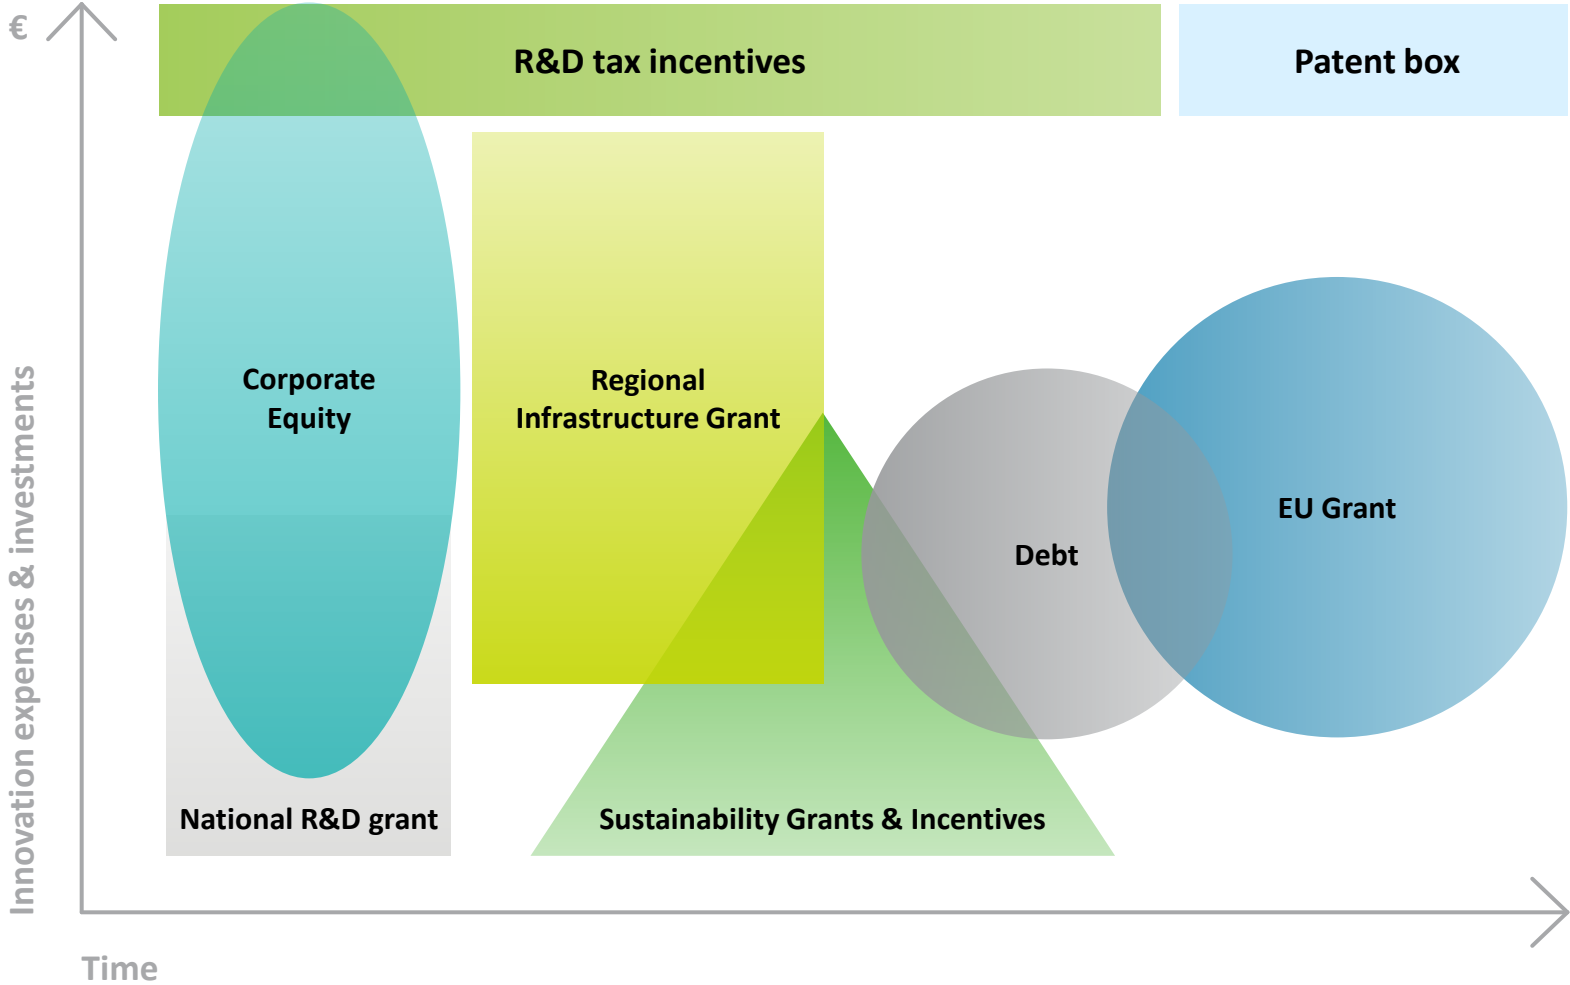 €
R&D tax incentives
Patent box
Corporate
Equity
Regional
Infrastructure Grant
EU Grant
Debt
National R&D grant
Sustainability Grants & Incentives
Innovation expenses & investments
Time